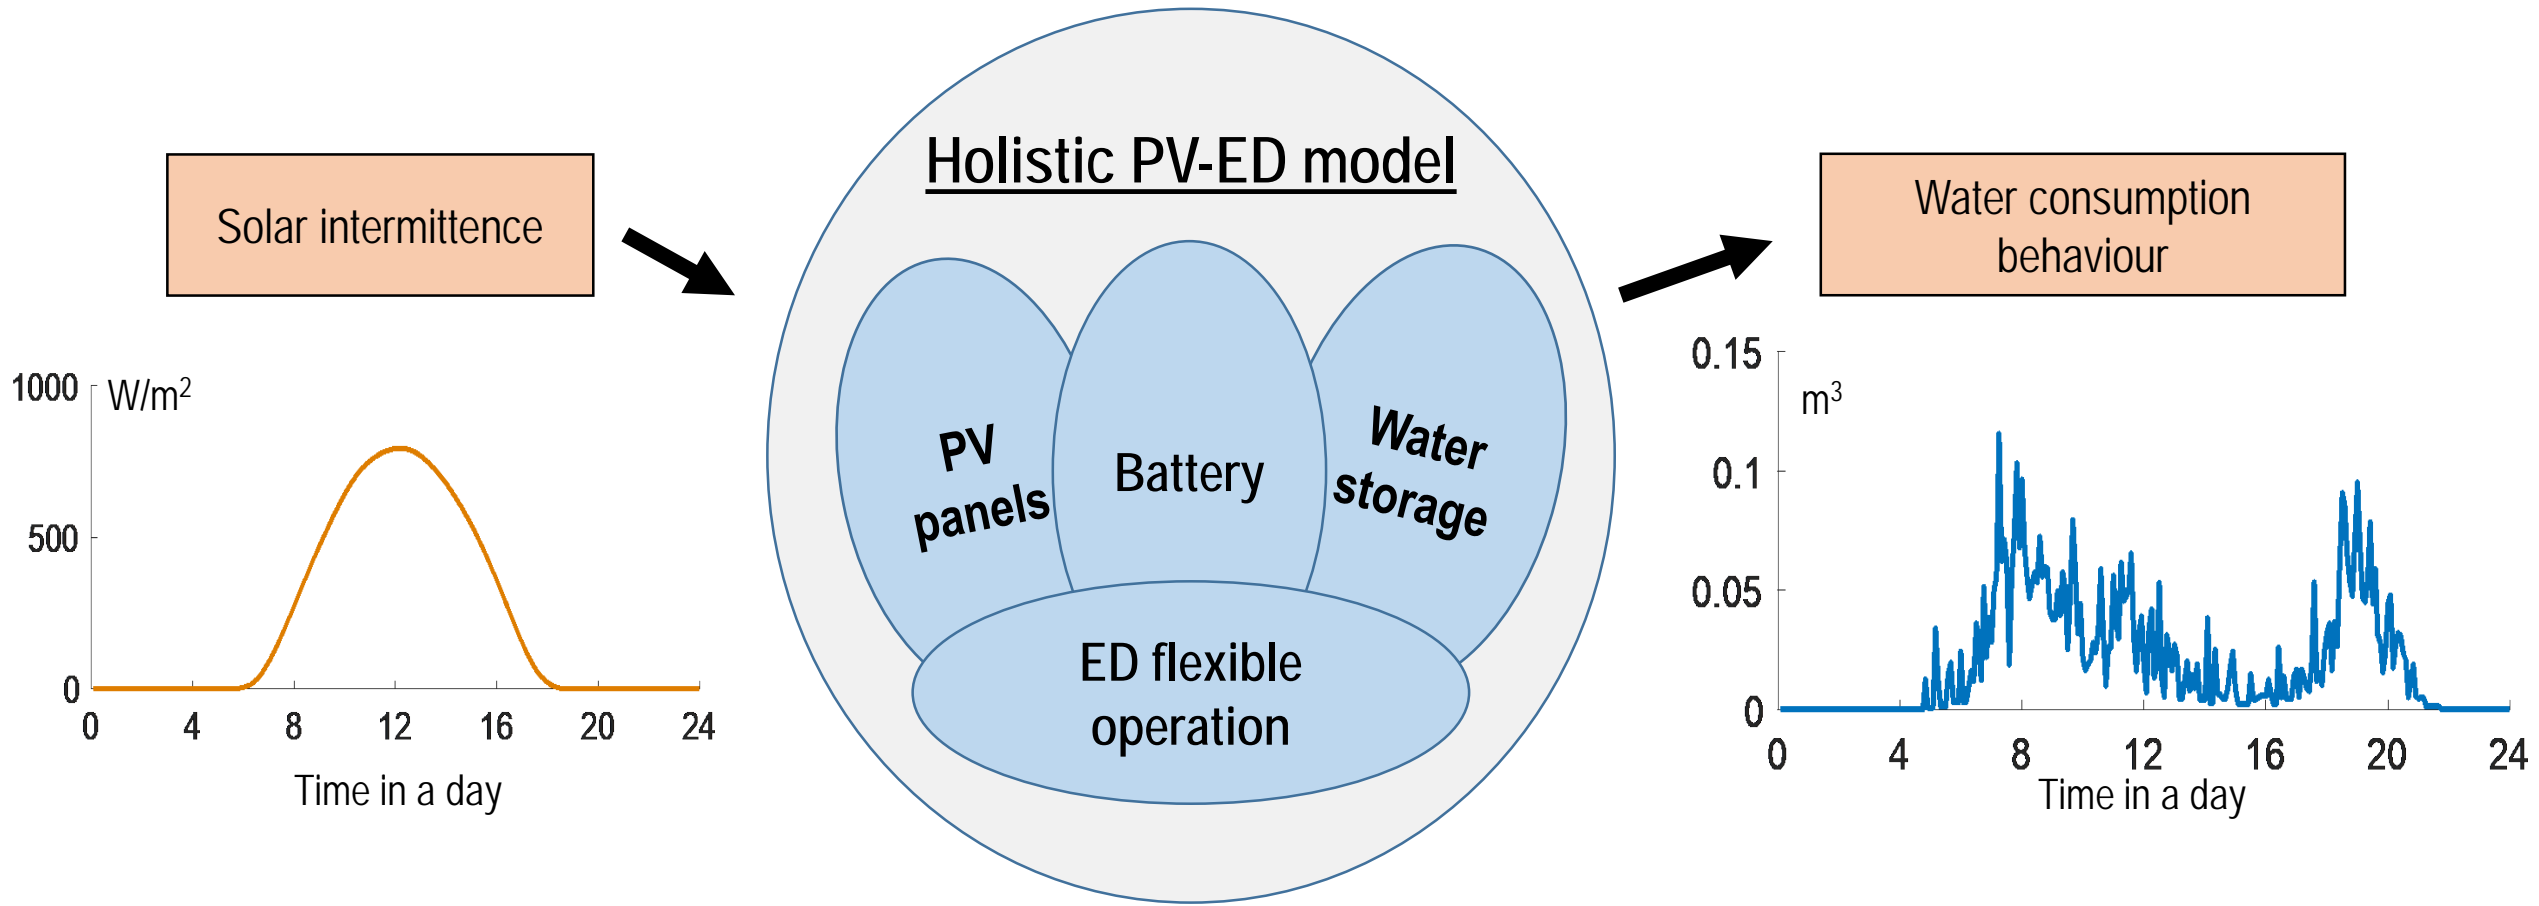 Holistic PV-ED model
Solar intermittence
Water consumption
behaviour
1000
W/m²
500
0
0 4 8 12 16 20 24
Time in a day
PV
panels
Battery
Water
storage
ED flexible
operation
0.15
m³
0.1
0.05
0
0 4 8 12 16 20 24
Time in a day